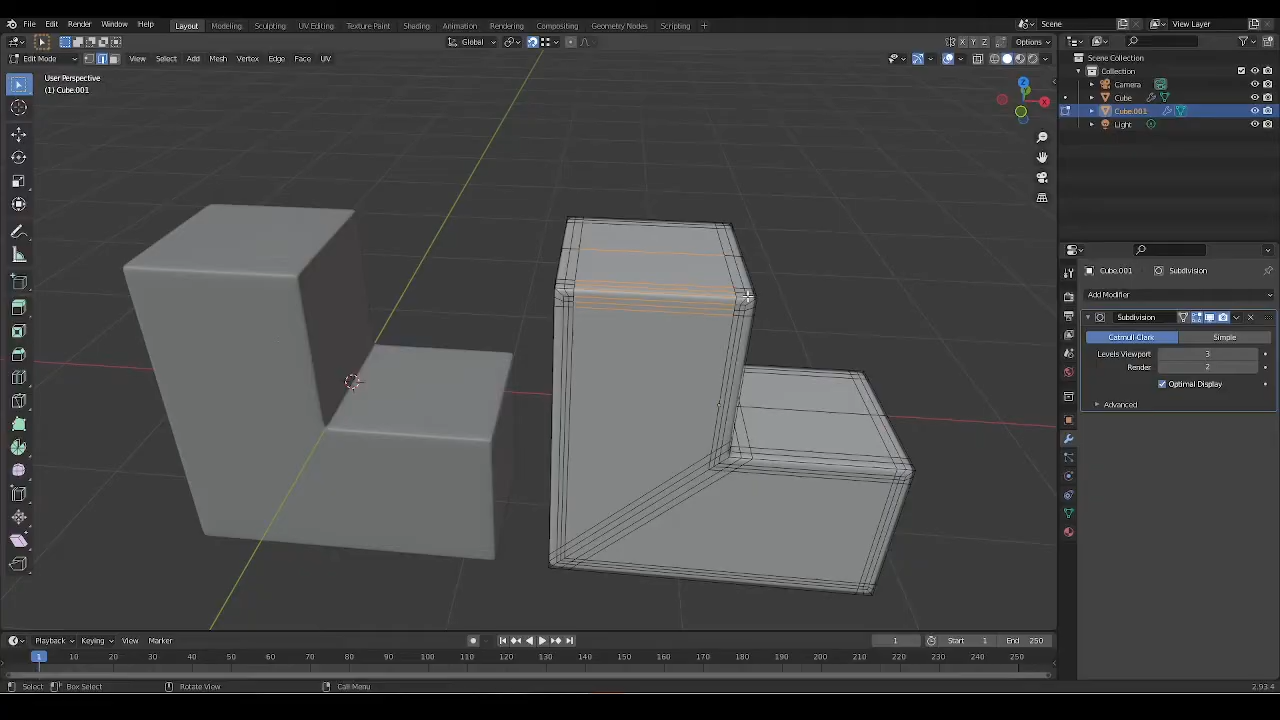 File Edit Render Window Help Layout Modeling Sculpting UV Editing Texture Paint Shading Animation Rendering Compositing Geometry Nodes Scripting + Scene View Layer
Global X Y Z Options
Edit Mode View Select Add Mesh Vertex Edge Face UV
User Perspective
(1) Cube.001
Z
X
Scene Collection
Collection
Camera
Cube
Cube.001
Light
Cube.001 Subdivision
Add Modifier
Subdivision
Catmull Clark Simple
Levels Viewport 3
Render 2
Optimal Display
Advanced
Playback Keying View Marker 1 Start 1 End 250
1 10 20 30 40 50 60 70 80 90 100 110 120 130 140 150 160 170 180 190 200 210 220 230 240 250
Select Box Select Rotate View Call Menu 2.93.4